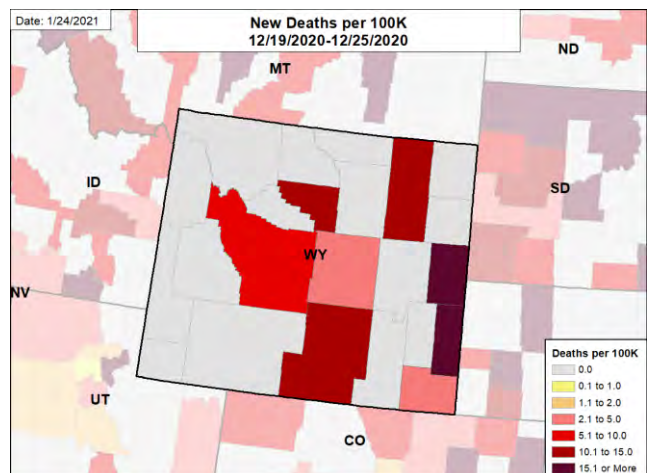 Date: 1/24/2021
New Deaths per 100K
12/19/2020-12/25/2020
MT
ND
ID
SD
WY
NV
UT
CO
Deaths per 100K
0.0
0.1 to 1.0
1.1 to 2.0
2.1 to 5.0
5.1 to 10.0
10.1 to 15.0
15.1 or More